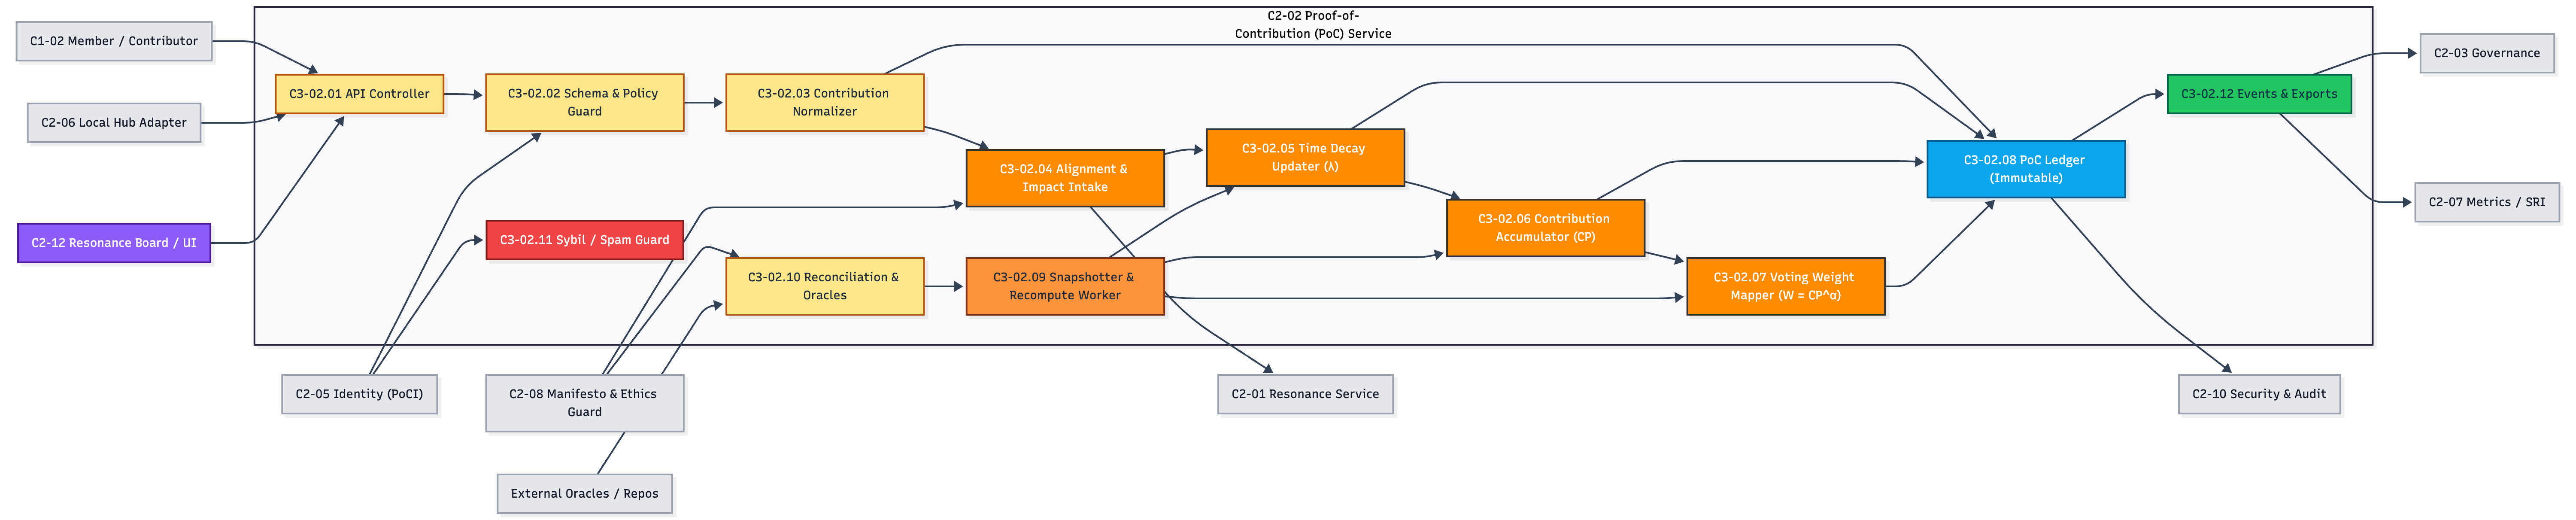 C2-02 Proof-of-
Contribution (PoC) Service
C1-02 Member / Contributor
C2-06 Local Hub Adapter
C2-12 Resonance Board / UI
C3-02.01 API Controller
C3-02.02 Schema & Policy
Guard
C3-02.03 Contribution
Normalizer
C3-02.04 Alignment &
Impact Intake
C3-02.05 Time Decay
Updater (λ)
C3-02.06 Contribution
Accumulator (CP)
C3-02.07 Voting Weight
Mapper (W = CP^α)
C3-02.08 PoC Ledger
(Immutable)
C3-02.12 Events & Exports
C2-03 Governance
C2-07 Metrics / SRI
C3-02.11 Sybil / Spam Guard
C3-02.10 Reconciliation &
Oracles
C3-02.09 Snapshotter &
Recompute Worker
C2-05 Identity (PoCI)
C2-08 Manifesto & Ethics
Guard
C2-01 Resonance Service
C2-10 Security & Audit
External Oracles / Repos